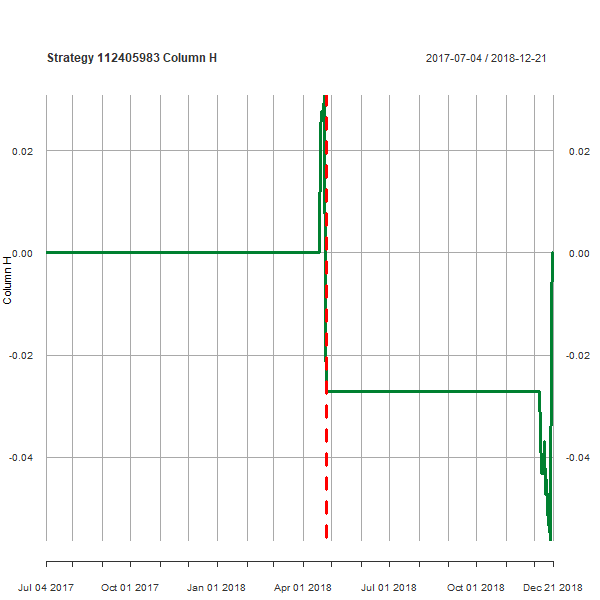 Strategy 112405983 Column H 2017-07-04 / 2018-12-21
0.02 0.02
0.00 0.00
Column H
-0.02 -0.02
-0.04 -0.04
Jul 04 2017 Oct 01 2017 Jan 01 2018 Apr 01 2018 Jul 01 2018 Oct 01 2018 Dec 21 2018